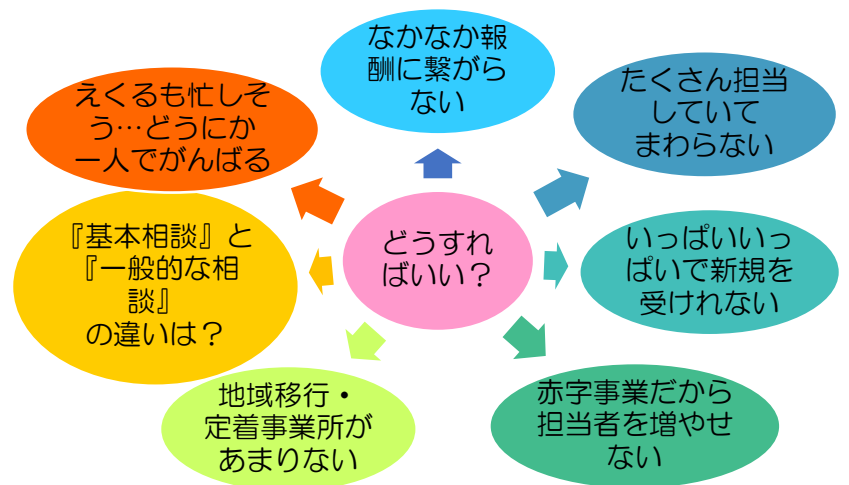 なかなか報
酬に繋がら
ない
たくさん担当
していて
まわらない
えくるも忙しそ
う…どうにか
一人でがんばる
どうすれ
ばいい？
『基本相談』と
『一般的な相
談』
の違いは？
いっぱいいっ
ぱいで新規を
受けれない
地域移行・
定着事業所が
あまりない
赤字事業だから
担当者を増やせ
ない